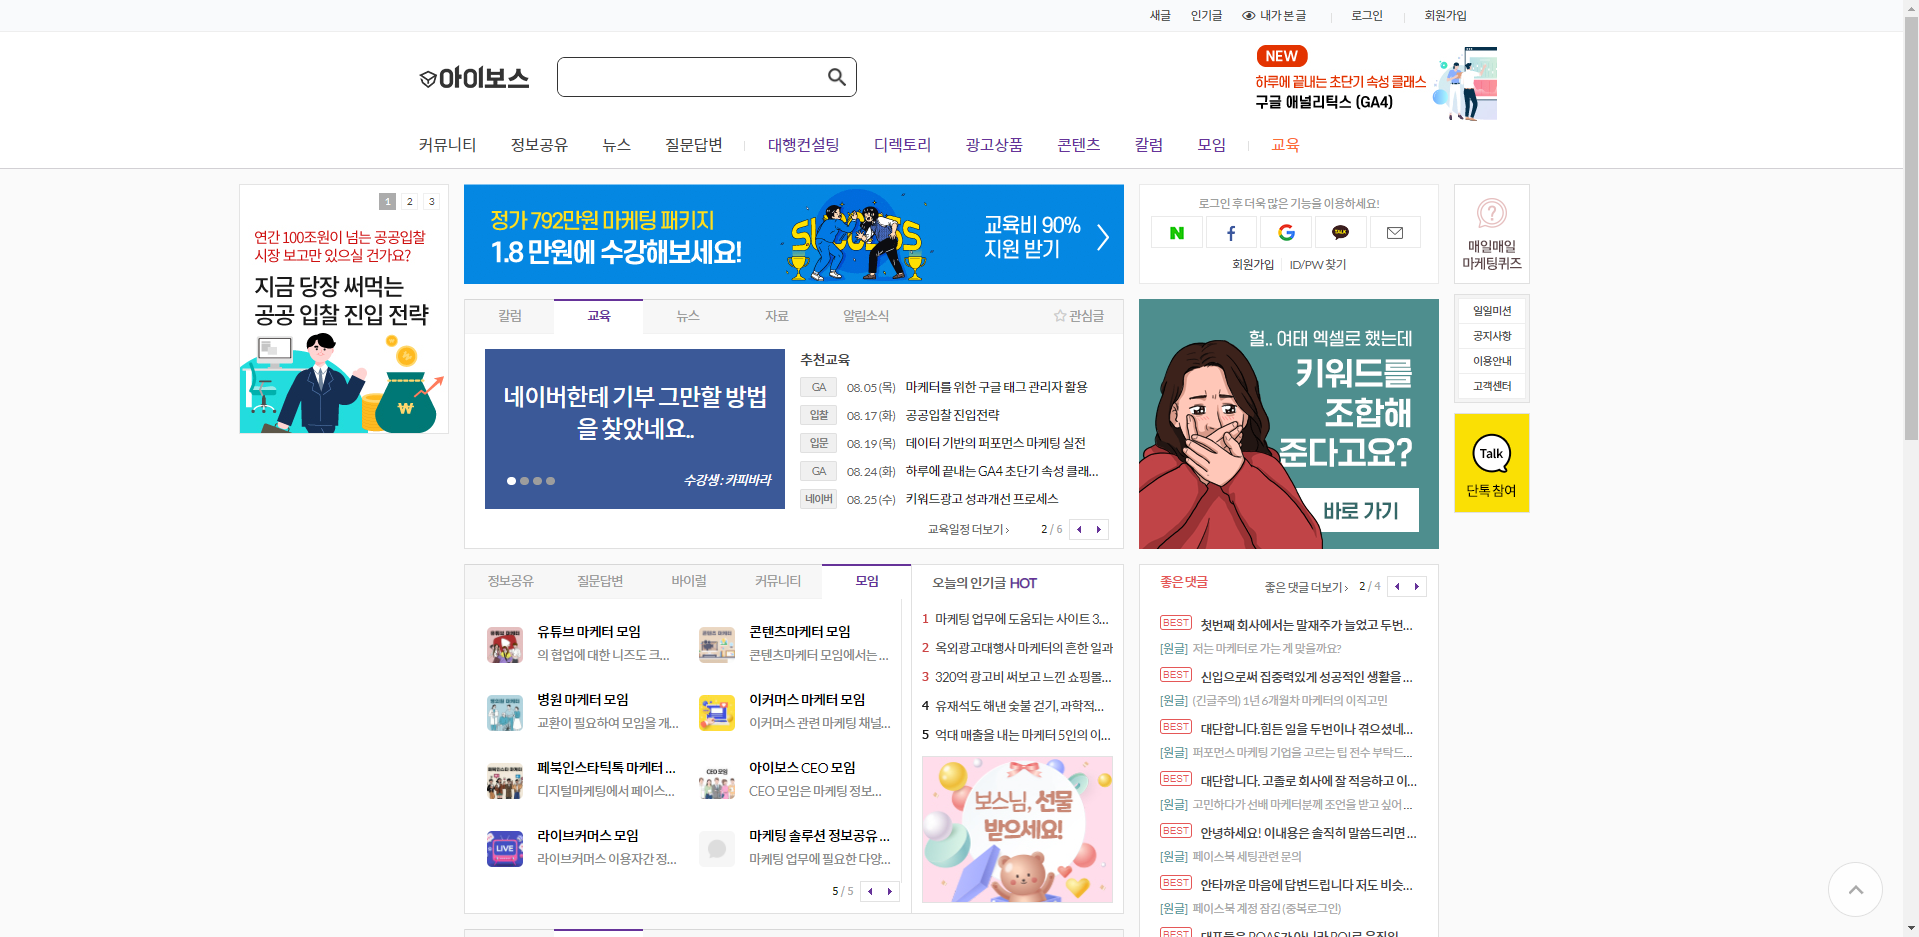 새글 인기글 내가 본 글 로그인 회원가입
아이보스
NEW
하루에 끝내는 초단기 속성 클래스
구글 애널리틱스 (GA4)
커뮤니티 정보공유 뉴스 질문답변 대행컨설팅 디렉토리 광고상품 콘텐츠 칼럼 모임 교육
1 2 3
연간 100조원이 넘는 공공입찰
시장 보고만 있으실 건가요?
지금 당장 써먹는
공공 입찰 진입 전략
정가 792만원 마케팅 패키지
1.8 만원에 수강해보세요!
SUCCESS
교육비 90%
지원 받기
로그인 후 더욱 많은 기능을 이용하세요!
N f G TALK
회원가입 ID/PW 찾기
매일매일
마케팅퀴즈
일일미션
공지사항
이용안내
고객센터
Talk
단톡 참여
칼럼 교육 뉴스 자료 알림소식 관심글
네이버한테 기부 그만할 방법
을 찾았네요..
수강생 : 카피바라
추천교육
GA 08.05 (목) 마케터를 위한 구글 태그 관리자 활용
입찰 08.17 (화) 공공입찰 진입전략
입문 08.19 (목) 데이터 기반의 퍼포먼스 마케팅 실전
GA 08.24 (화) 하루에 끝내는 GA4 초단기 속성 클래...
네이버 08.25 (수) 키워드광고 성과개선 프로세스
교육일정 더보기 2 / 6
헐.. 여태 엑셀로 했는데
키워드를
조합해
준다고요?
바로 가기
정보공유 질문답변 바이럴 커뮤니티 모임
유튜브 마케터 모임
의 협업에 대한 니즈도 크...
콘텐츠마케터 모임
콘텐츠마케터 모임에서는 ...
병원 마케터 모임
교환이 필요하여 모임을 개...
이커머스 마케터 모임
이커머스 관련 마케팅 채널...
페북인스타틱톡 마케터 ...
디지털마케팅에서 페이스...
CEO 모임
아이보스 CEO 모임
CEO 모임은 마케팅 정보...
LIVE
라이브커머스 모임
라이브커머스 이용자간 정...
마케팅 솔루션 정보공유 ...
마케팅 업무에 필요한 다양...
5 / 5
오늘의 인기글 HOT
1 마케팅 업무에 도움되는 사이트 3...
2 옥외광고대행사 마케터의 흔한 일과
3 320억 광고비 써보고 느낀 쇼핑몰...
4 유재석도 해낸 숯불 걷기, 과학적...
5 억대 매출을 내는 마케터 5인의 이...
보스님, 선물
받으세요!
좋은 댓글 좋은 댓글 더보기 2 / 4
BEST 첫번째 회사에서는 말재주가 늘었고 두번...
[원글] 저는 마케터로 가는 게 맞을까요?
BEST 신입으로써 집중력있게 성공적인 생활을 ...
[원글] (긴글주의) 1년 6개월차 마케터의 이직고민
BEST 대단합니다.힘든 일을 두번이나 겪으셨네...
[원글] 퍼포먼스 마케팅 기업을 고르는 팁 전수 부탁드...
BEST 대단합니다. 고졸로 회사에 잘 적응하고 이...
[원글] 고민하다가 선배 마케터분께 조언을 받고 싶어 ...
BEST 안녕하세요! 이내용은 솔직히 말씀드리면 ...
[원글] 페이스북 세팅관련 문의
BEST 안타까운 마음에 답변드립니다 저도 비슷...
[원글] 페이스북 계정 잠김 (중복로그인)
BEST